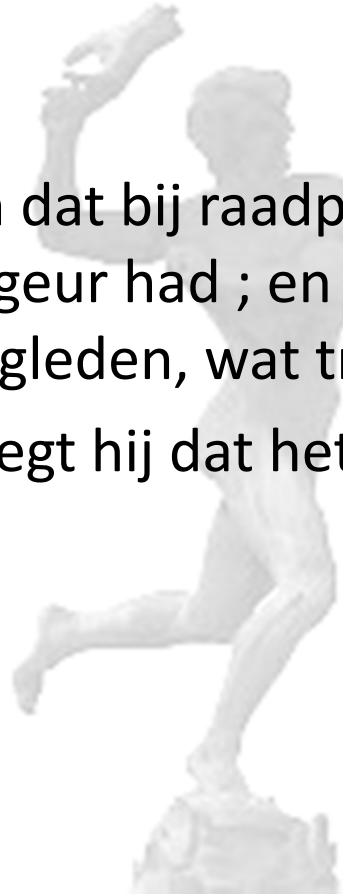 dat bij raadp
geur had ; en
gleden, wat tr
egt hij dat het